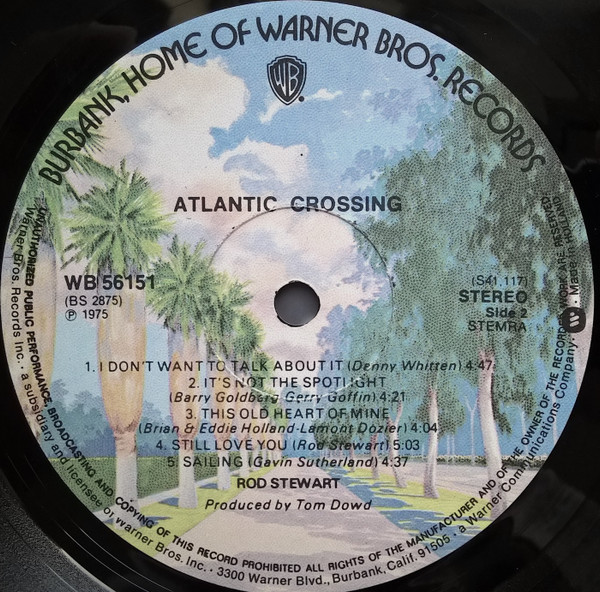 BURBANK, HOME OF WARNER BROS. RECORDS
WB
ATLANTIC CROSSING
WB 56151
(BS 2875)
Ⓟ 1975
(S41.117)
STEREO
Side 2
STEMRA
1. I DON'T WANT TO TALK ABOUT IT (Denny Whitten) 4:47
2. IT'S NOT THE SPOTLIGHT
(Barry Goldberg Gerry Goffin) 4:21
3. THIS OLD HEART OF MINE
(Brian & Eddie Holland-Lamont Dozier) 4:04
4. STILL LOVE YOU (Rod Stewart) 5:03
5. SAILING (Gavin Sutherland) 4:37
ROD STEWART
Produced by Tom Dowd
UNAUTHORIZED PUBLIC PERFORMANCE, BROADCASTING AND COPYING OF THIS RECORD PROHIBITED ALL RIGHTS OF THE MANUFACTURER AND OF THE OWNER OF THE RECORDED WORK ARE RESERVED
Warner Bros. Records Inc. · a subsidiary and licensee of Warner Bros. Inc. · 3300 Warner Blvd., Burbank, Calif. 91505 · a Warner Communications Company · Made in Holland